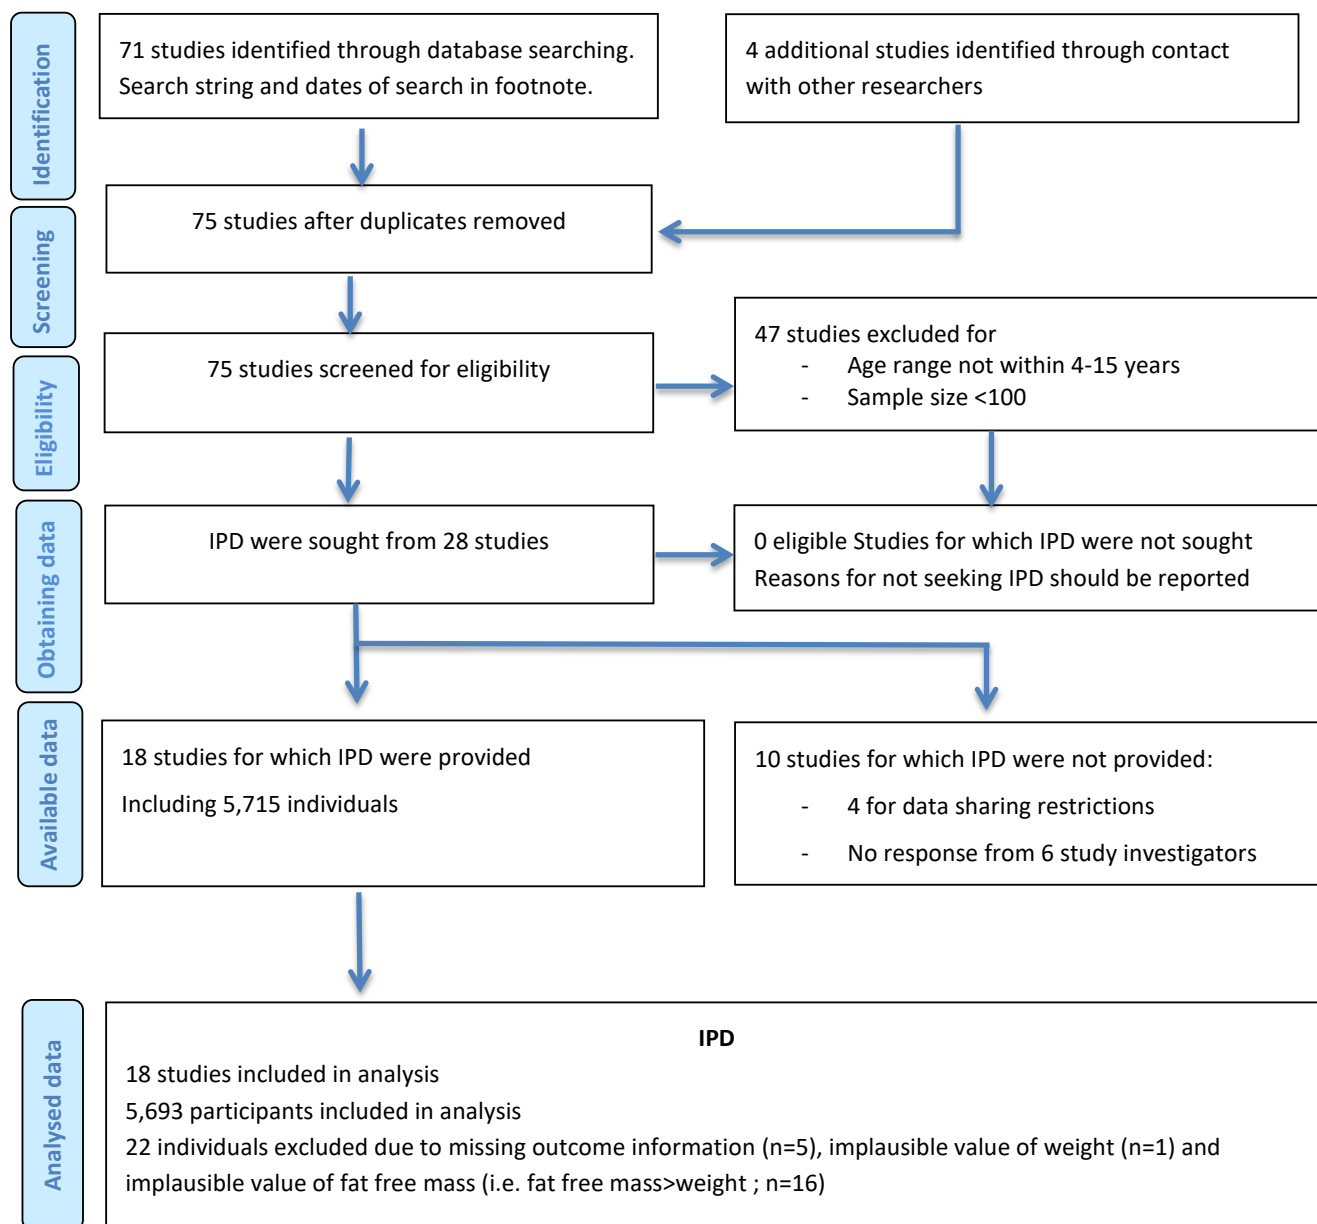 Identification
71 studies identified through database searching.
Search string and dates of search in footnote.
4 additional studies identified through contact
with other researchers
Screening
75 studies after duplicates removed
Eligibility
75 studies screened for eligibility
47 studies excluded for
- Age range not within 4-15 years
- Sample size <100
Obtaining data
IPD were sought from 28 studies
0 eligible Studies for which IPD were not sought
Reasons for not seeking IPD should be reported
Available data
18 studies for which IPD were provided
Including 5,715 individuals
10 studies for which IPD were not provided:
- 4 for data sharing restrictions
- No response from 6 study investigators
Analysed data
IPD
18 studies included in analysis
5,693 participants included in analysis
22 individuals excluded due to missing outcome information (n=5), implausible value of weight (n=1) and
implausible value of fat free mass (i.e. fat free mass>weight ; n=16)